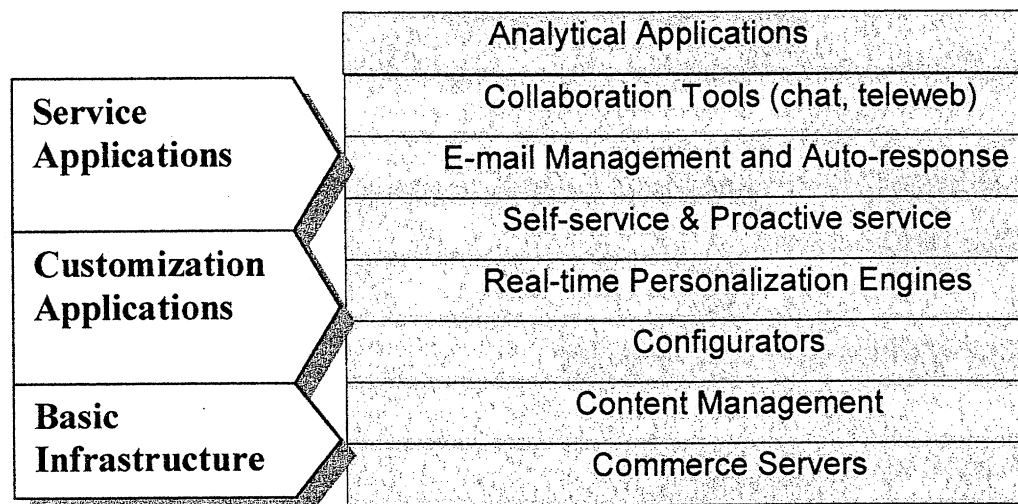 Service
Applications
Customization
Applications
Basic
Infrastructure
Analytical Applications
Collaboration Tools (chat, teleweb)
E-mail Management and Auto-response
Self-service & Proactive service
Real-time Personalization Engines
Configurators
Content Management
Commerce Servers